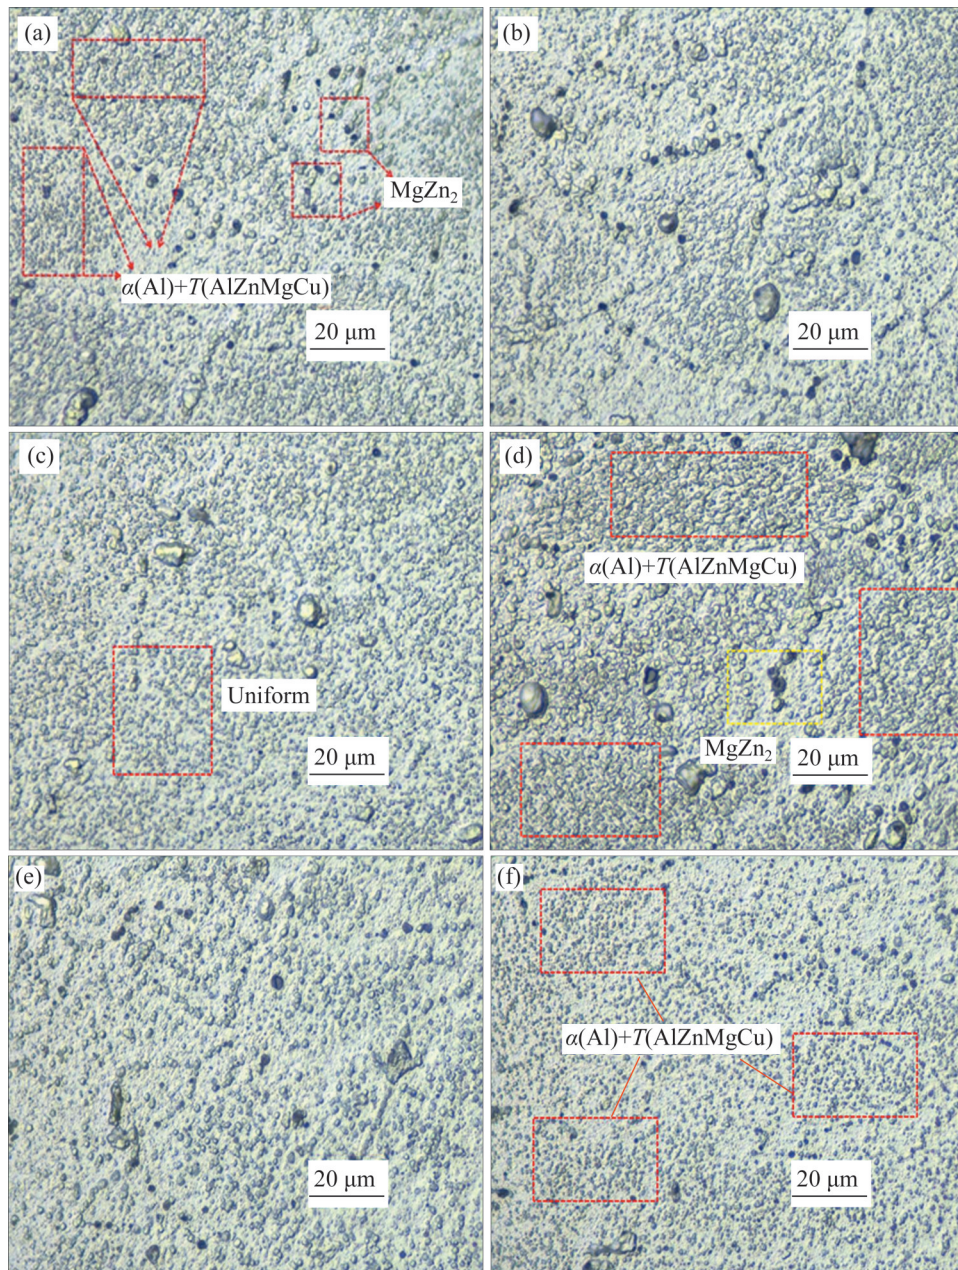 (a)
MgZn₂
α(Al)+T(AlZnMgCu)
20 μm
(b)
20 μm
(c)
Uniform
20 μm
(d)
α(Al)+T(AlZnMgCu)
MgZn₂
20 μm
(e)
20 μm
(f)
α(Al)+T(AlZnMgCu)
20 μm